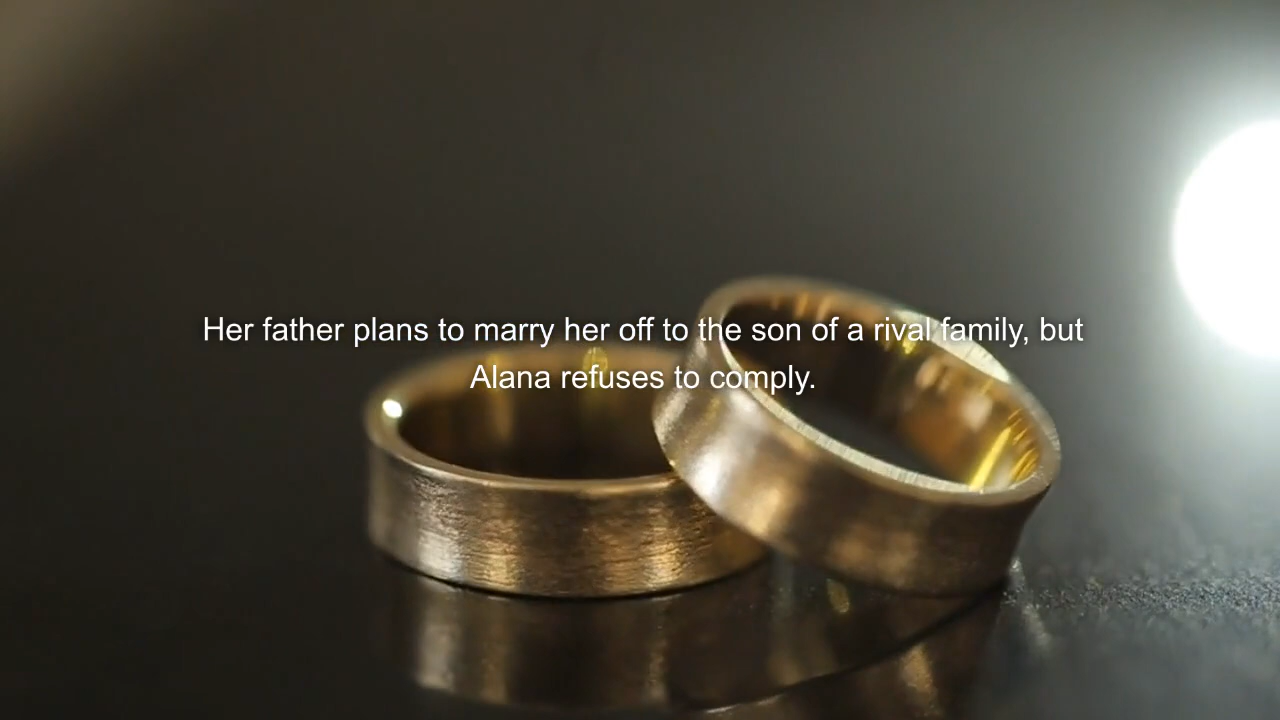 Her father plans to marry her off to the son of a rival family, but
Alana refuses to comply.